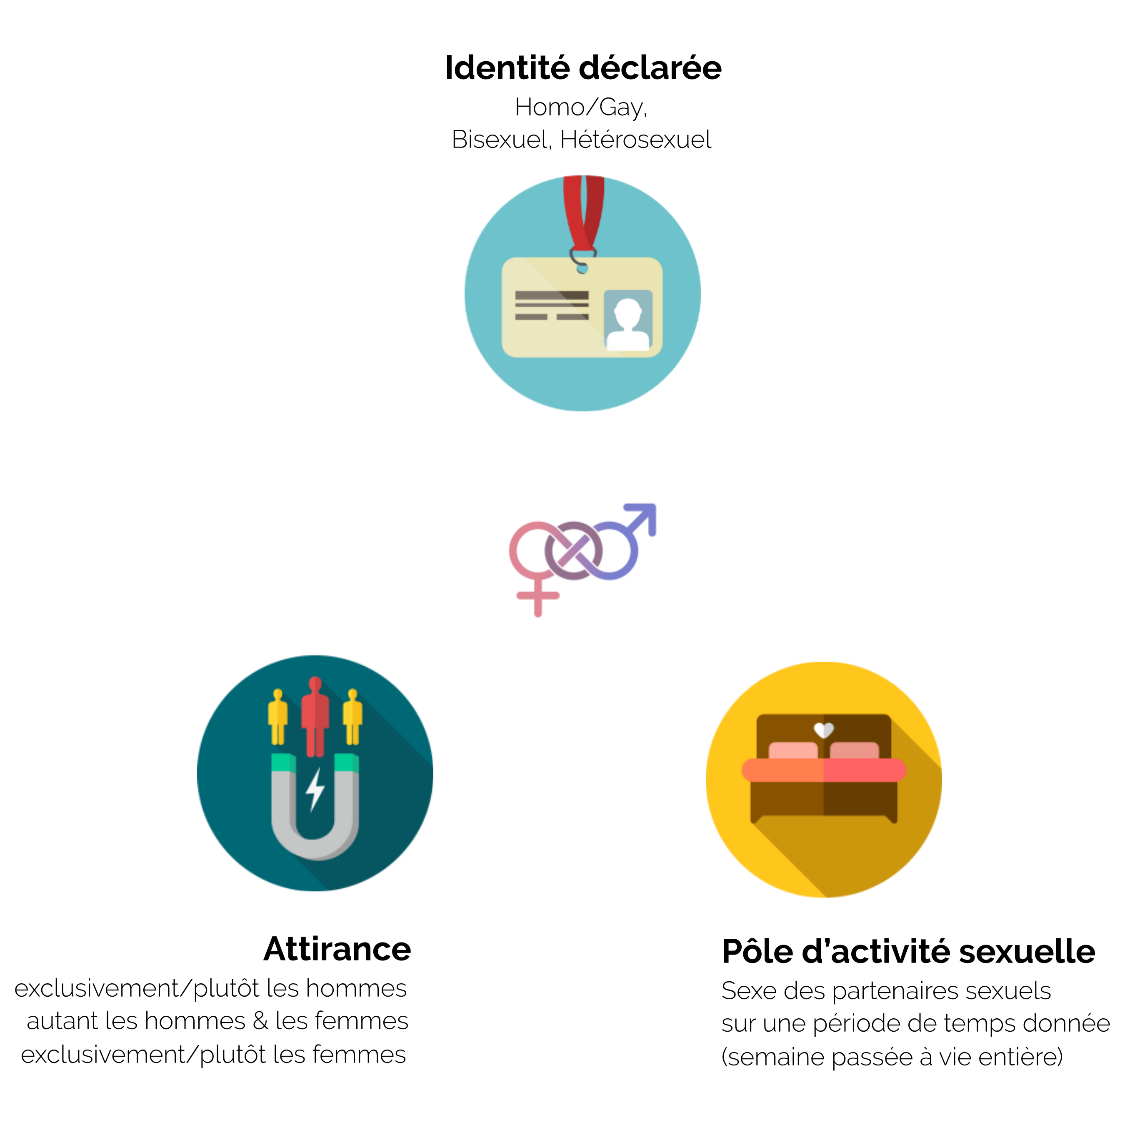 Identité déclarée
Homo/Gay,
Bisexuel, Hétérosexuel
Attirance
exclusivement/plutôt les hommes
autant les hommes & les femmes
exclusivement/plutôt les femmes
Pôle d’activité sexuelle
Sexe des partenaires sexuels
sur une période de temps donnée
(semaine passée à vie entière)